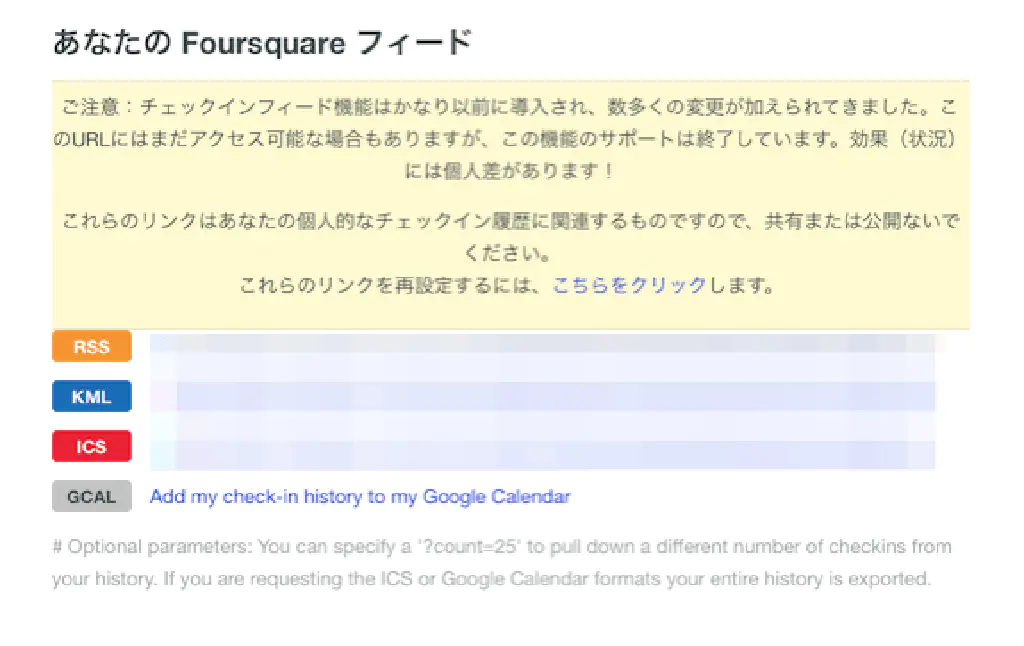 あなたの Foursquare フィード
ご注意：チェックインフィード機能はかなり以前に導入され、数多くの変更が加えられてきました。こ
のURLにはまだアクセス可能な場合もありますが、この機能のサポートは終了しています。効果（状況）
には個人差があります！
これらのリンクはあなたの個人的なチェックイン履歴に関連するものですので、共有または公開ないで
ください。
これらのリンクを再設定するには、こちらをクリックします。
RSS
KML
ICS
GCAL Add my check-in history to my Google Calendar
# Optional parameters: You can specify a '?count=25' to pull down a different number of checkins from
your history. If you are requesting the ICS or Google Calendar formats your entire history is exported.